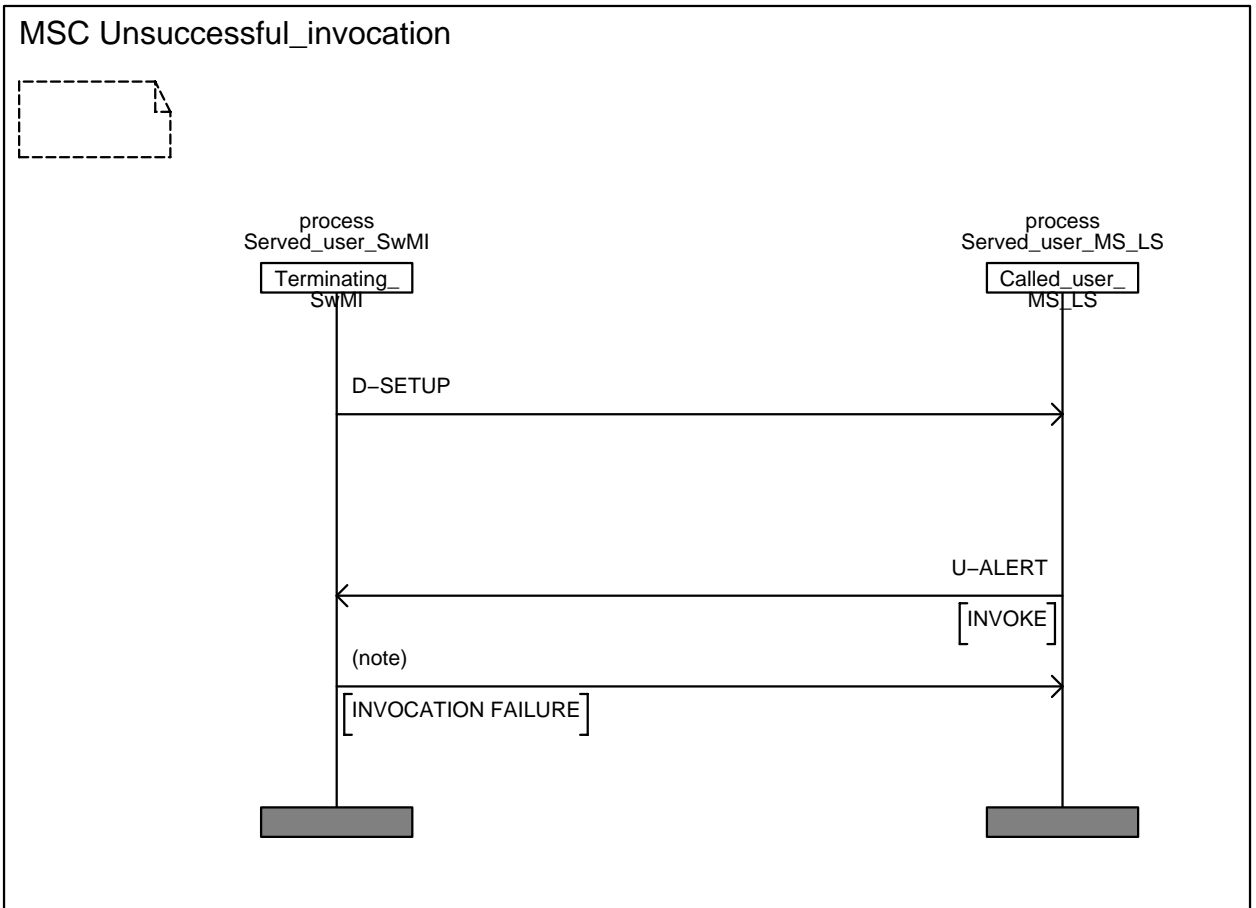 MSC Unsuccessful_invocation
process
Served_user_SwMI
process
Served_user_MS_LS
Terminating_
SwMI
Called_user_
MS_LS
D−SETUP
U−ALERT
INVOKE
(note)
INVOCATION FAILURE